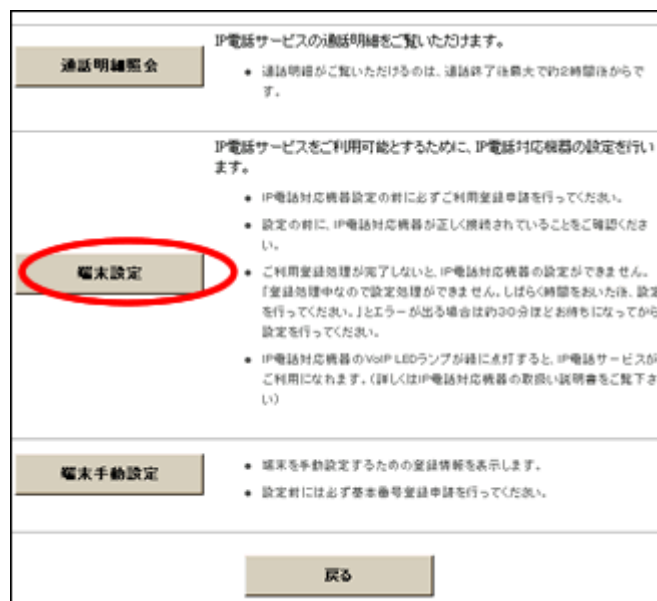 IP電話サービスの通話明細をご覧いただけます。
通話明細照会
● 通話明細がご覧いただけるのは、通話終了後最大で約2時間後からで
す。
IP電話サービスをご利用可能とするために、IP電話対応機器の設定を行い
ます。
● IP電話対応機器設定の前に必ずご利用登録申請を行ってください。
● 設定の前に、IP電話対応機器が正しく接続されていることをご確認くださ
い。
端末設定
● ご利用登録処理が完了しないと、IP電話対応機器の設定ができません。
「登録処理中なので設定処理ができません。しばらく時間をおいた後、設定
を行ってください。」とエラーが出る場合は約30分ほどお待ちになってから
設定を行ってください。
● IP電話対応機器のVoIP LEDランプが緑に点灯すると、IP電話サービスが
ご利用になれます。(詳しくはIP電話対応機器の取扱い説明書をご覧下さ
い)
端末手動設定
● 端末を手動設定するための登録情報を表示します。
● 設定前には必ず基本番号登録申請を行ってください。
戻る